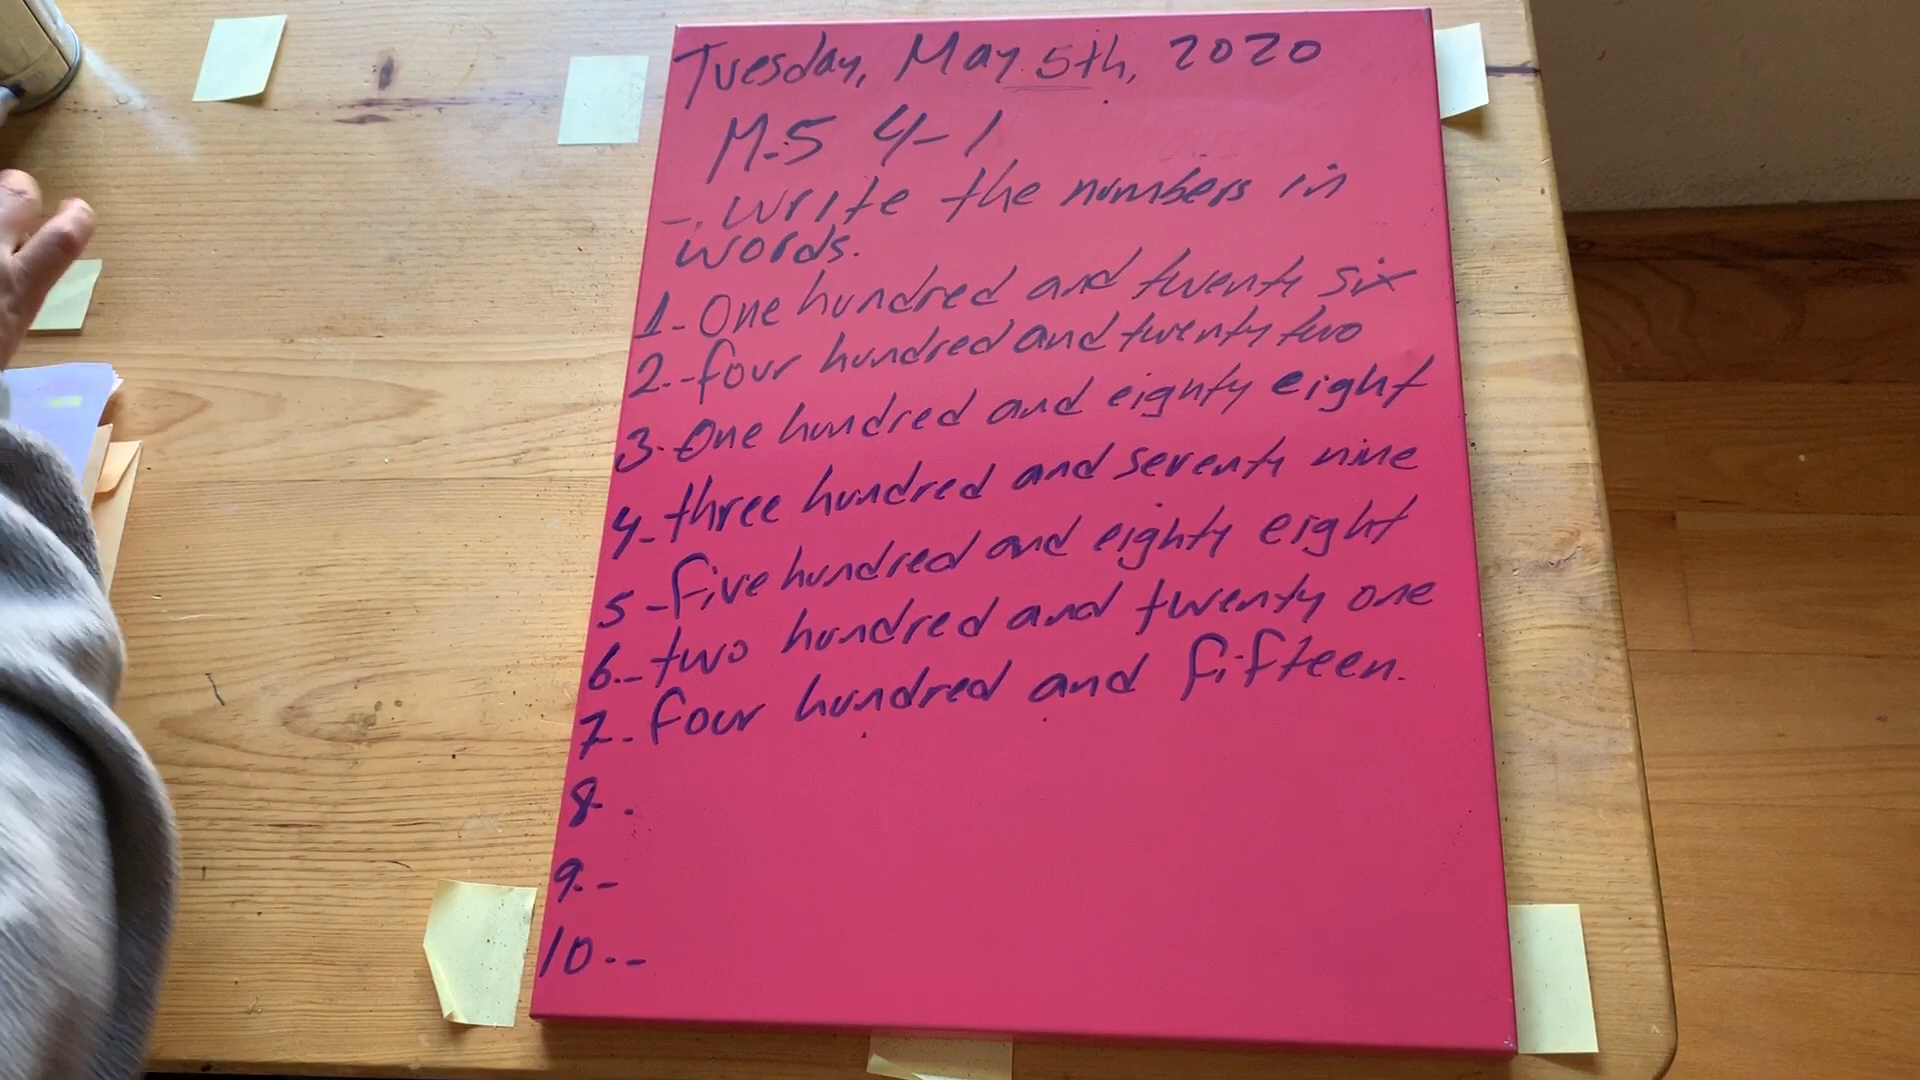 Tuesday, May 5th, 2020
M-5 4-1
-. Write the numbers in
words.
1- One hundred and twenty six
2.- four hundred and twenty two
3. One hundred and eignty eight
4- three hundred and seventy nine
5 - five hundred and eighty eight
6.- two hundred and twenty one
7- four hundred and fifteen.
8- .
9.-
10.-